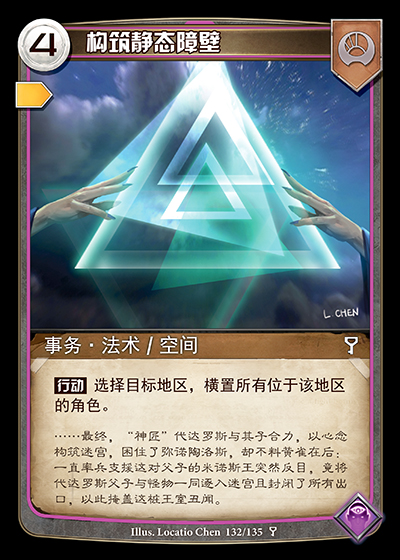 4 构筑静态障壁
L. CHEN
事务·法术/空间
行动 选择目标地区，横置所有位于该地区
的角色。
……最终，“神匠”代达罗斯与其子合力，以心念
构筑迷宫，困住了弥诺陶洛斯，却不料黄雀在后：
一直率兵支援这对父子的米诺斯王突然反目，竟将
代达罗斯父子与怪物一同逐入迷宫且封闭了所有出
口，以此掩盖这桩王室丑闻。
Illus. Locatio Chen 132/135